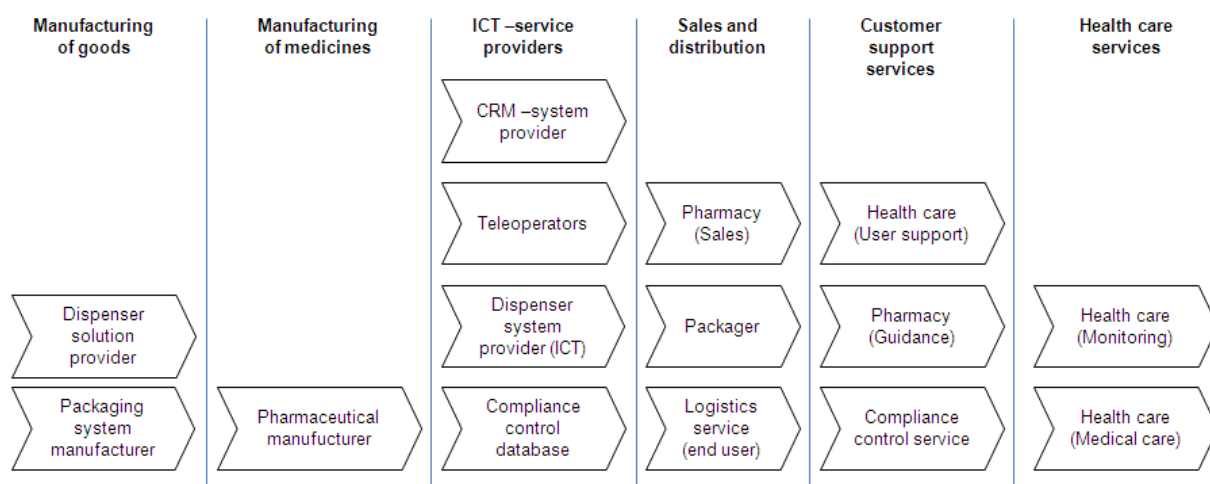 Manufacturing
of goods
Manufacturing
of medicines
ICT –service
providers
Sales and
distribution
Customer
support
services
Health care
services
CRM –system
provider
Teleoperators
Pharmacy
(Sales)
Health care
(User support)
Dispenser
solution
provider
Dispenser
system
provider (ICT)
Packager
Pharmacy
(Guidance)
Health care
(Monitoring)
Packaging
system
manufacturer
Pharmaceutical
manufucturer
Compliance
control
database
Logistics
service
(end user)
Compliance
control service
Health care
(Medical care)